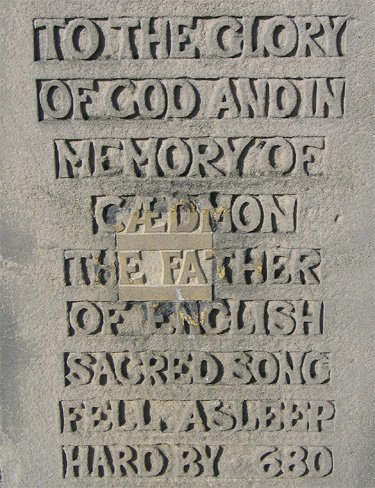 TO THE GLORY
OF GOD AND IN
MEMORY OF
CÆDMON
THE FATHER
OF ENGLISH
SACRED SONG
FELL ASLEEP
HARD BY 680